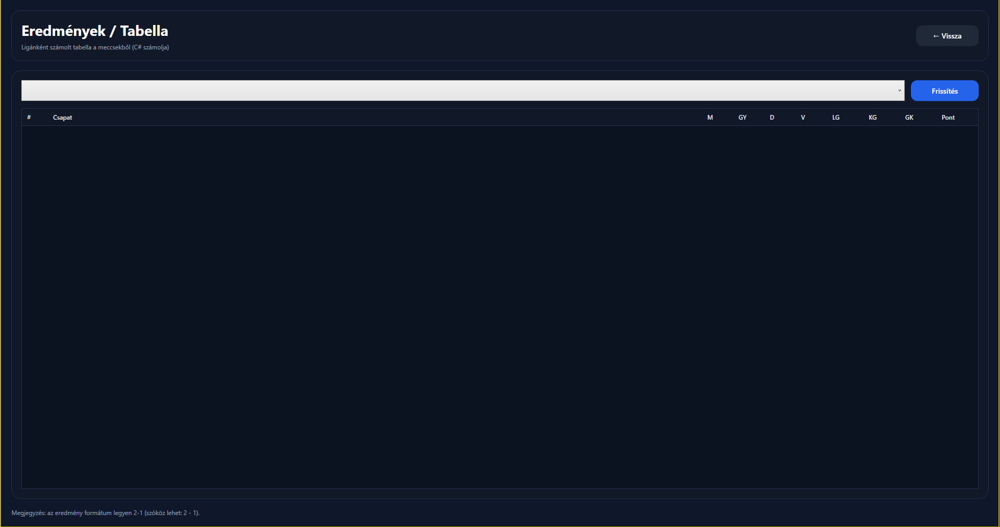 Eredmények / Tabella
Ligánként számolt tabella a meccsekből (C# számolja)
← Vissza
Frissítés
# Csapat M GY D V LG KG GK Pont
Megjegyzés: az eredmény formátum legyen 2-1 (szóköz lehet: 2 - 1).